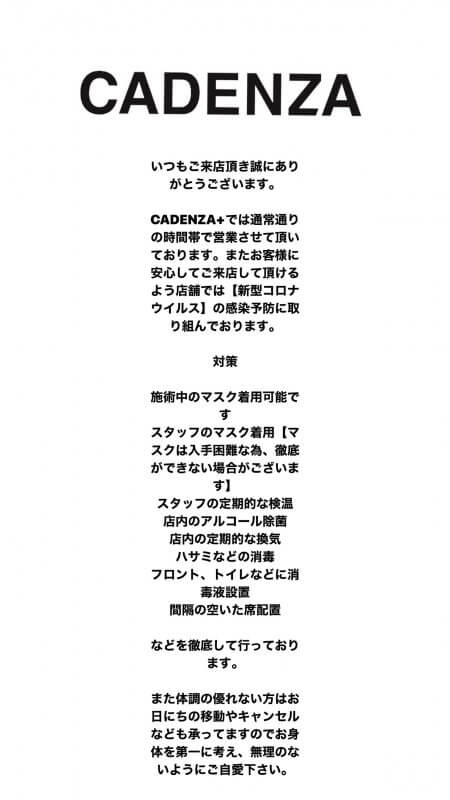 CADENZA
いつもご来店頂き誠にあり
がとうございます。
CADENZA+では通常通り
の時間帯で営業させて頂い
ております。またお客様に
安心してご来店して頂ける
よう店舗では【新型コロナ
ウイルス】の感染予防に取
り組んでおります。
対策
施術中のマスク着用可能で
す
スタッフのマスク着用【マ
スクは入手困難な為、徹底
ができない場合がございま
す】
スタッフの定期的な検温
店内のアルコール除菌
店内の定期的な換気
ハサミなどの消毒
フロント、トイレなどに消
毒液設置
間隔の空いた席配置
などを徹底して行っており
ます。
また体調の優れない方はお
日にちの移動やキャンセル
なども承ってますのでお身
体を第一に考え、無理のな
いようにご自愛下さい。